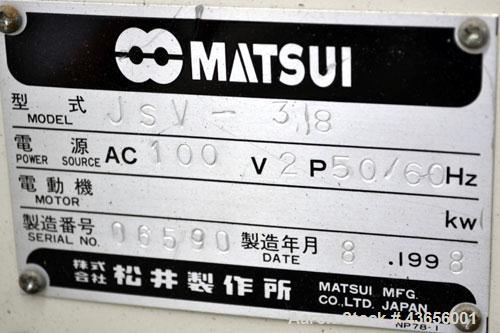 MATSUI
型式 JSV-318
MODEL
電源 AC 100 V 2 P 50/60 Hz
POWER SOURCE
電動機
MOTOR kw
製造番号 06590 製造年月 8 .1998
SERIAL NO. DATE
株式会社 松井製作所 MATSUI MFG.
CO.,LTD. JAPAN
NP78-1
Stock # 43656001